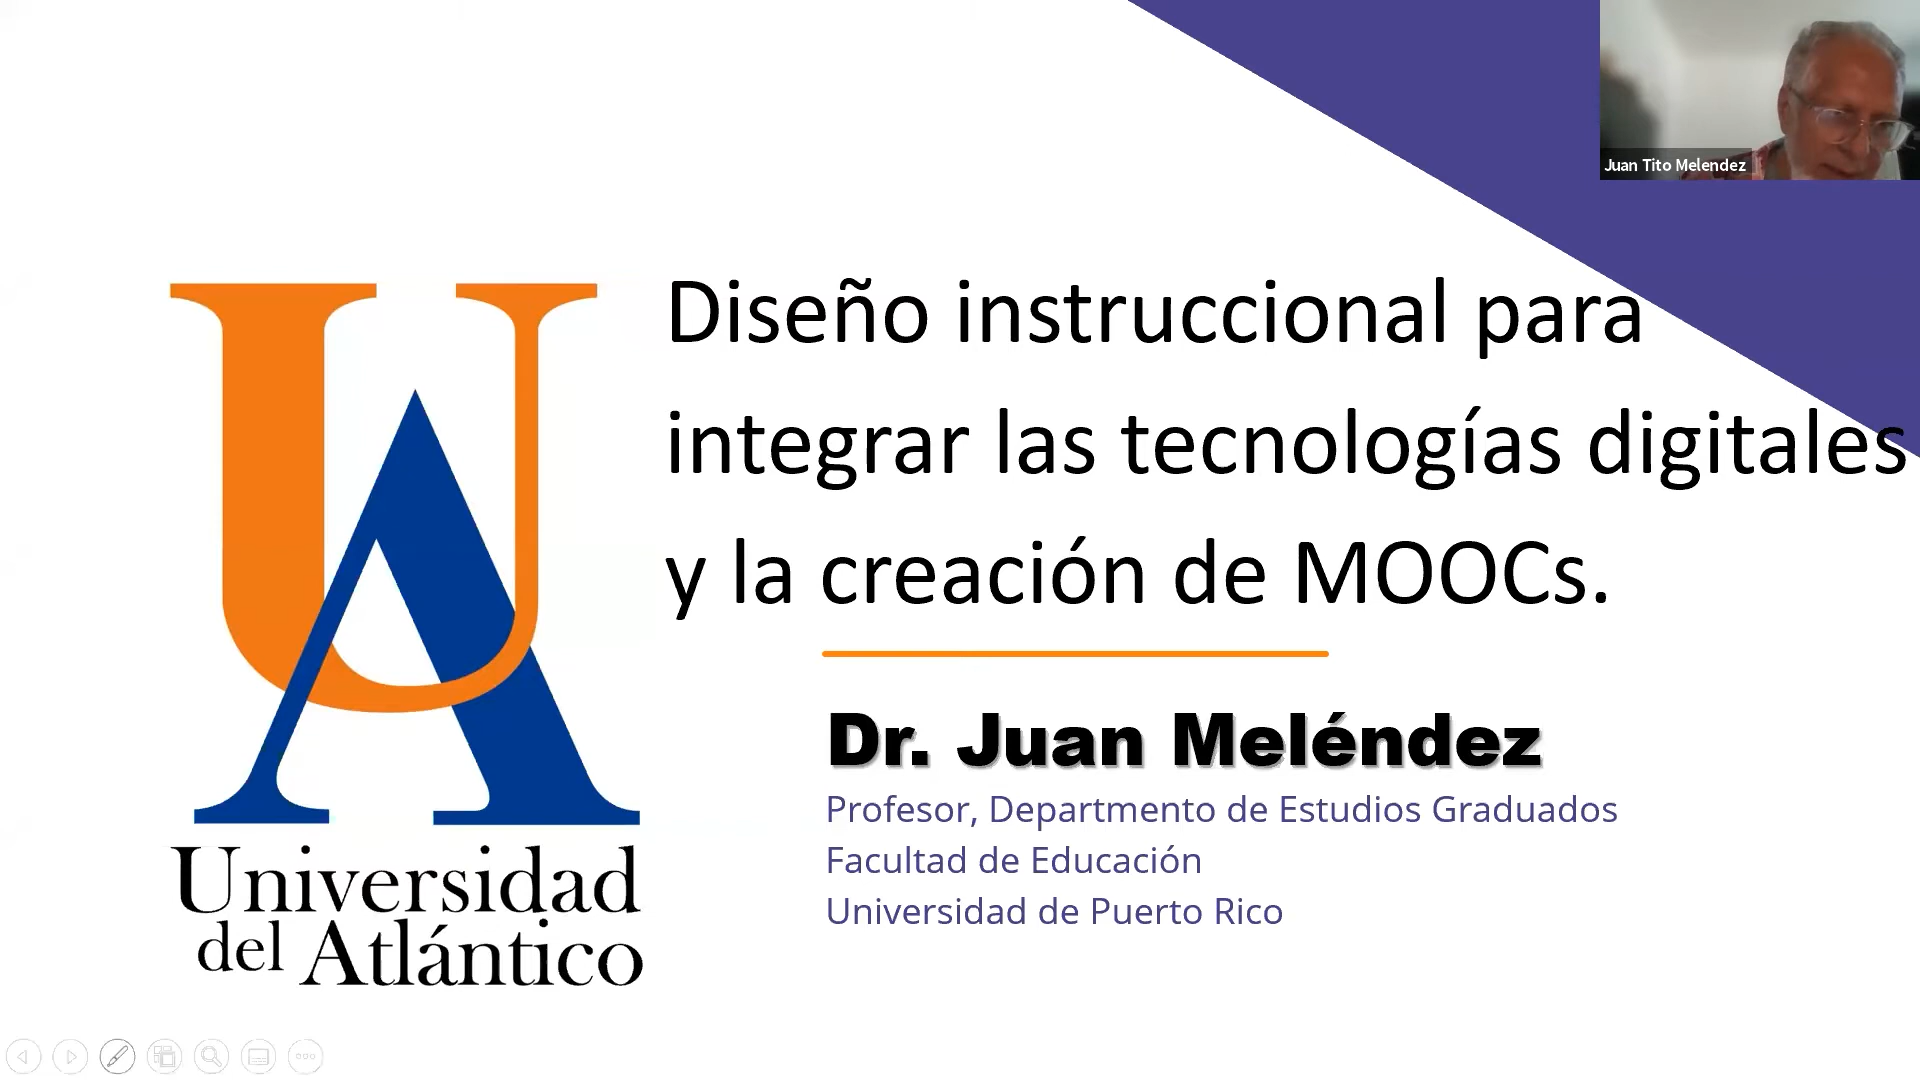 Juan Tito Melendez
Diseño instruccional para
integrar las tecnologías digitales
y la creación de MOOCs.
Dr. Juan Meléndez
Profesor, Departmento de Estudios Graduados
Facultad de Educación
Universidad de Puerto Rico
UA
Universidad
del Atlántico